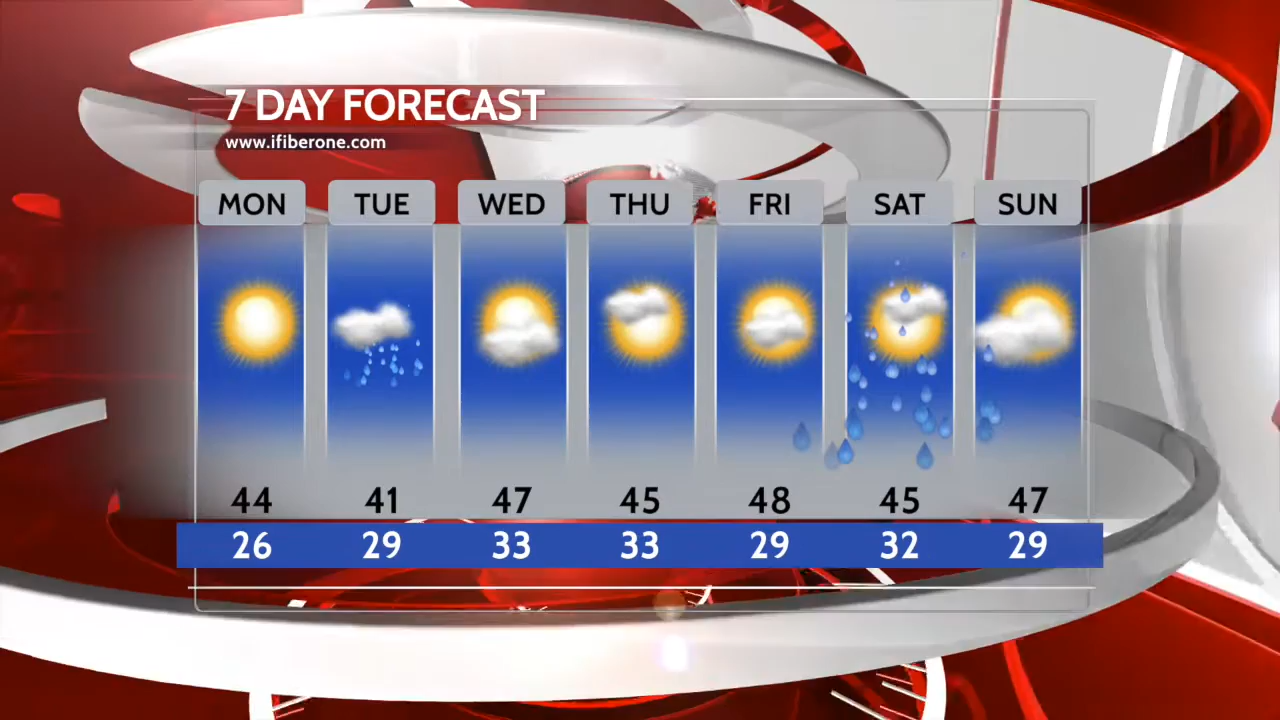 7 DAY FORECAST
www.ifiberone.com
MON TUE WED THU FRI SAT SUN
44 41 47 45 48 45 47
26 29 33 33 29 32 29